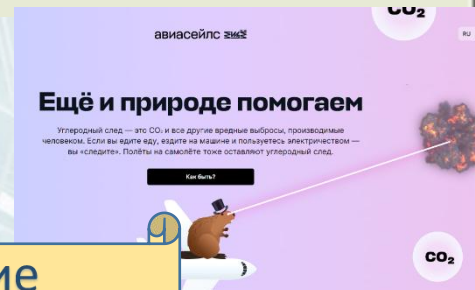 CO₂
авиасейлс
RU
Ещё и природе помогаем
Углеродный след — это CO₂ и все другие вредные выбросы, производимые
человеком. Если вы едите еду, ездите на машине и пользуетесь электричеством —
вы «следите». Полёты на самолёте тоже оставляют углеродный след.
Как быть?
CO₂
ие